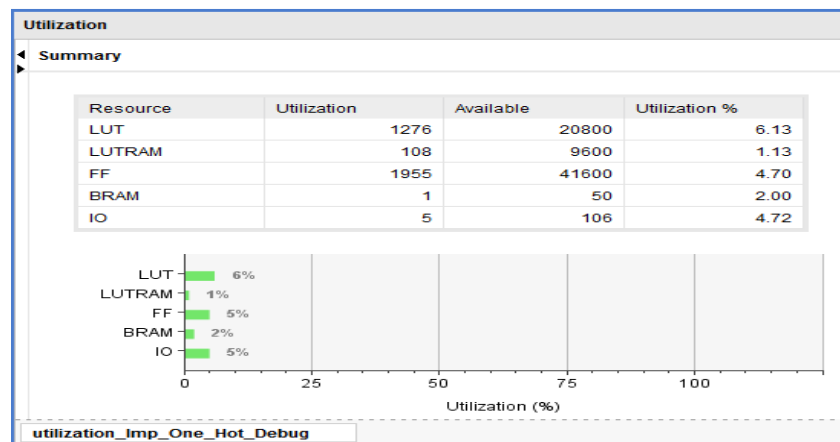 Utilization
Summary
Resource Utilization Available Utilization %
LUT 1276 20800 6.13
LUTRAM 108 9600 1.13
FF 1955 41600 4.70
BRAM 1 50 2.00
IO 5 106 4.72
LUT 6%
LUTRAM 1%
FF 5%
BRAM 2%
IO 5%
0 25 50 75 100
Utilization (%)
utilization_Imp_One_Hot_Debug